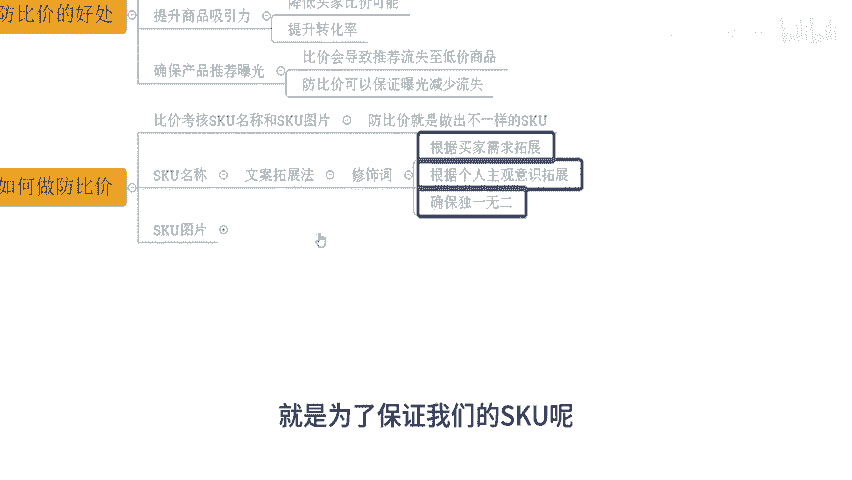 防比价的好处
提升商品吸引力
降低买家比价可能
提升转化率
确保产品推荐曝光
比价会导致推荐流失至低价商品
防比价可以保证曝光减少流失
如何做防比价
比价考核SKU名称和SKU图片
防比价就是做出不一样的SKU
SKU名称
文案拓展法
修饰词
根据买家需求拓展
根据个人主观意识拓展
确保独一无二
SKU图片
就是为了保证我们的SKU呢